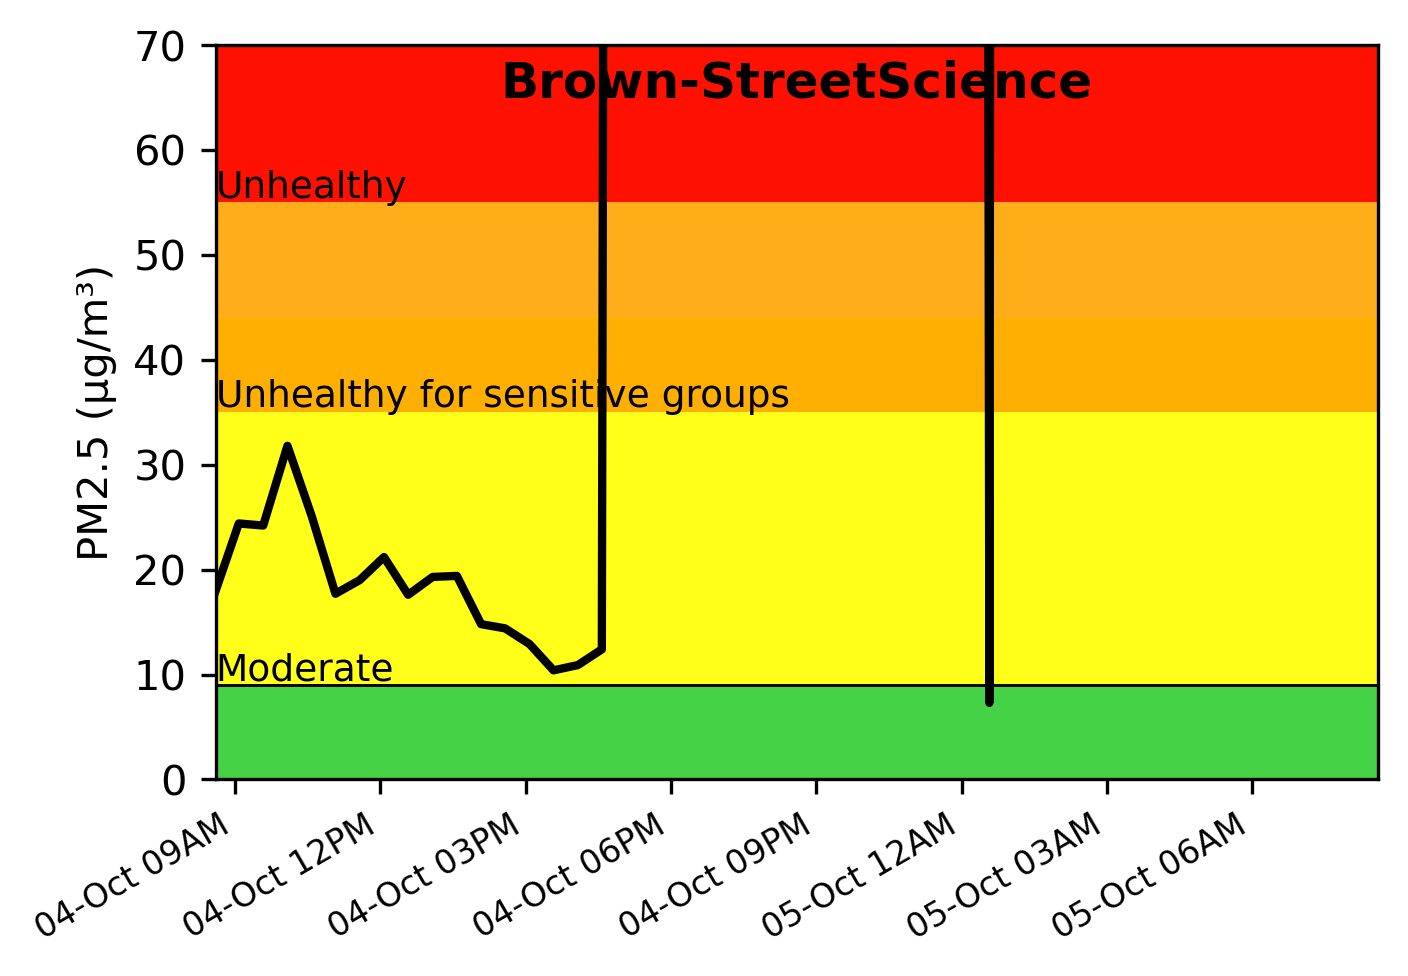 Brown-StreetScience
PM2.5 (µg/m³)
70
60
50
40
30
20
10
0
Unhealthy
Unhealthy for sensitive groups
Moderate
04-Oct 09AM
04-Oct 12PM
04-Oct 03PM
04-Oct 06PM
04-Oct 09PM
05-Oct 12AM
05-Oct 03AM
05-Oct 06AM